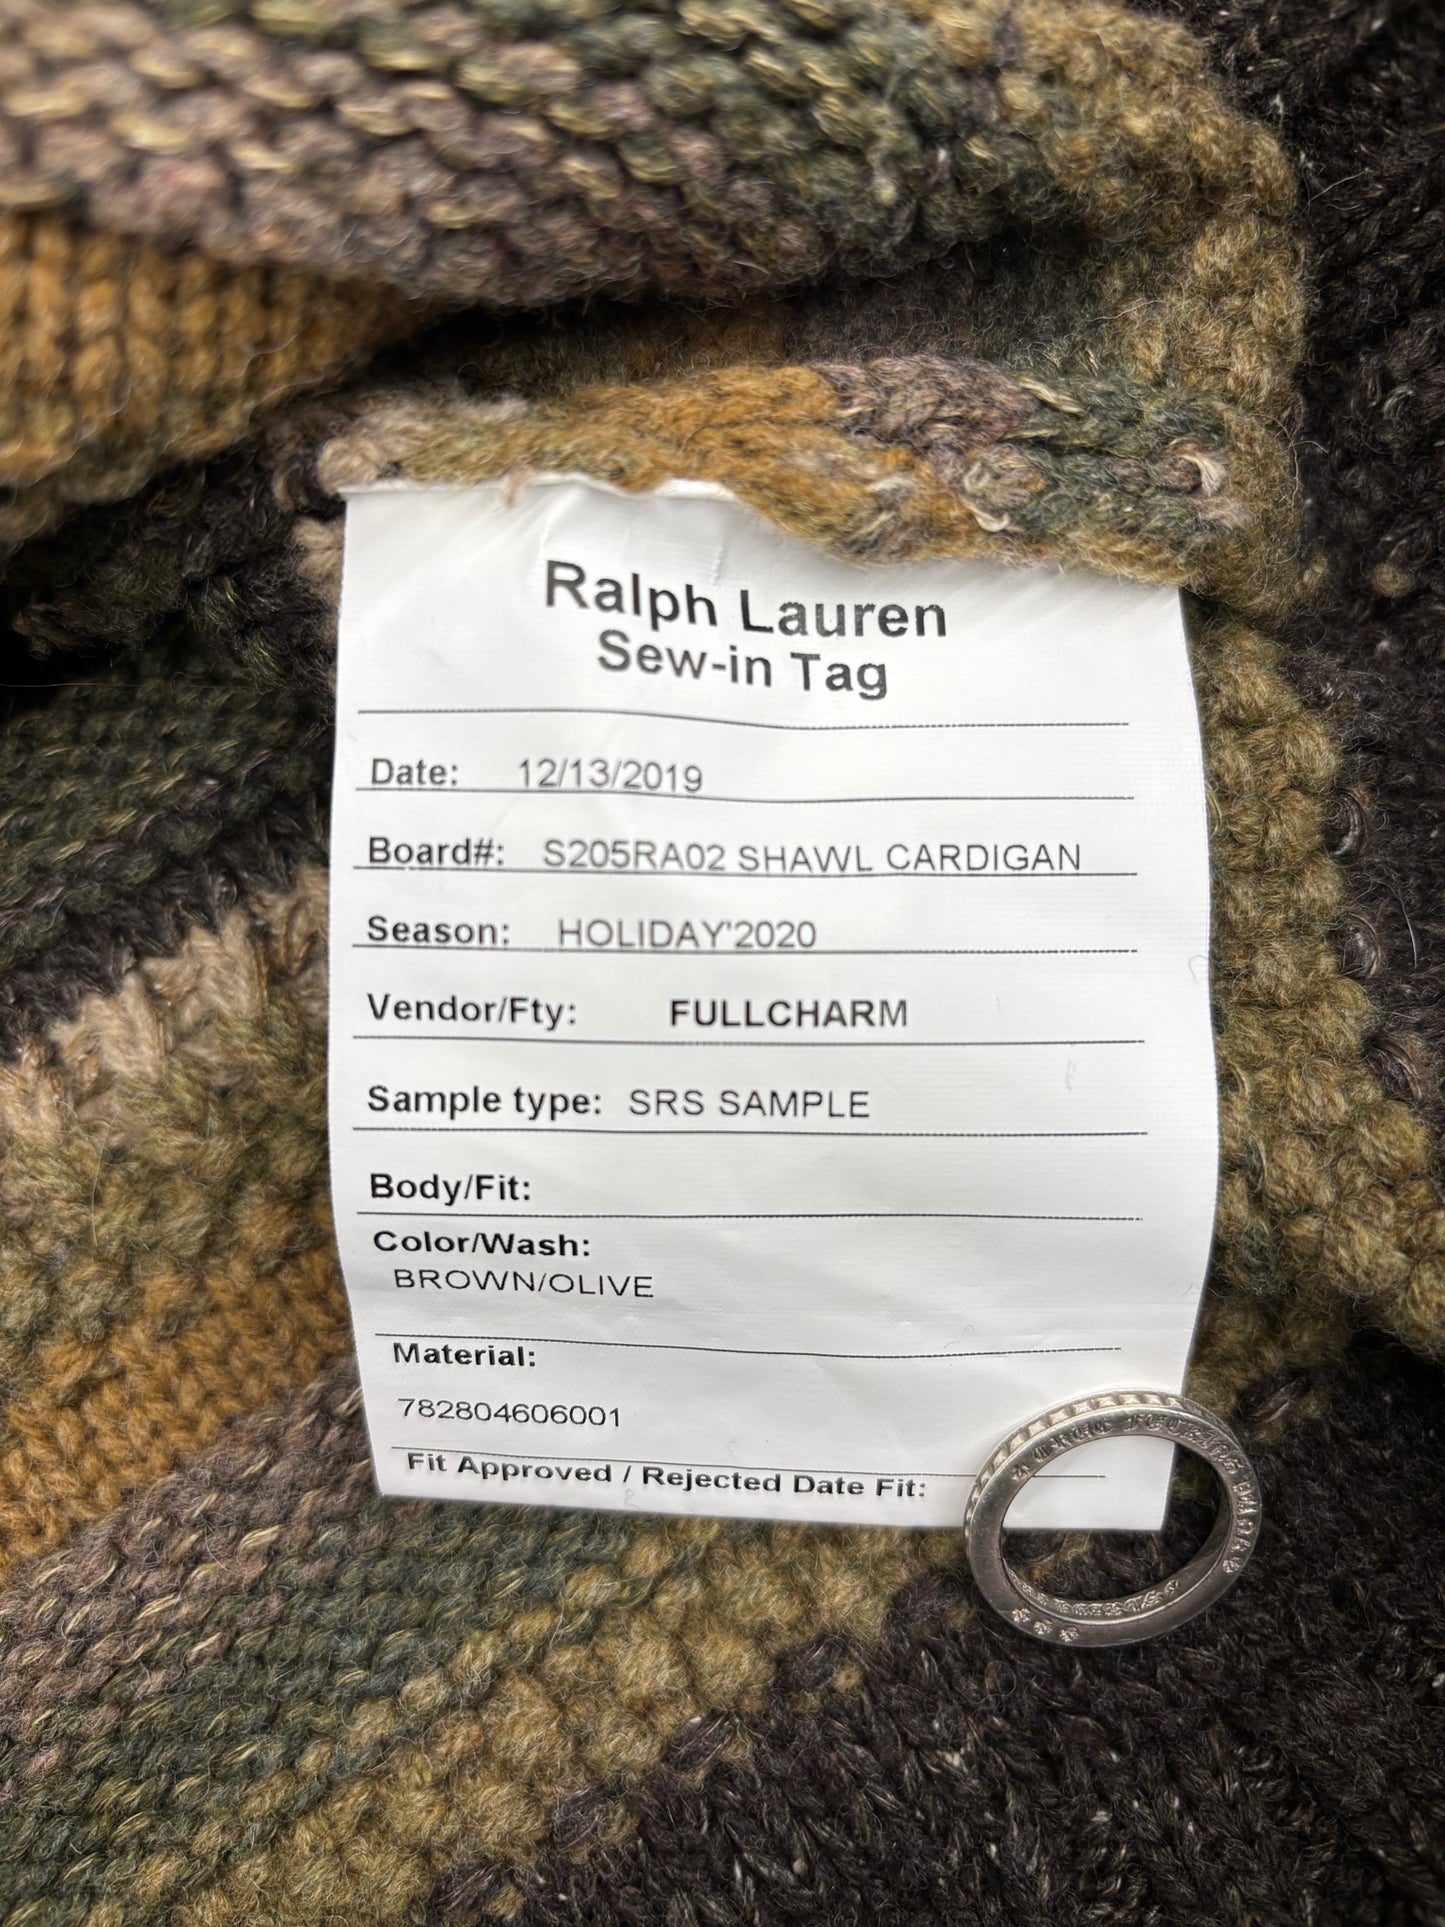 Ralph Lauren
Sew-in Tag
Date: 12/13/2019
Board#: S205RA02 SHAWL CARDIGAN
Season: HOLIDAY'2020
Vendor/Fty: FULLCHARM
Sample type: SRS SAMPLE
Body/Fit:
Color/Wash:
BROWN/OLIVE
Material:
782804606001
Fit Approved / Rejected Date Fit: